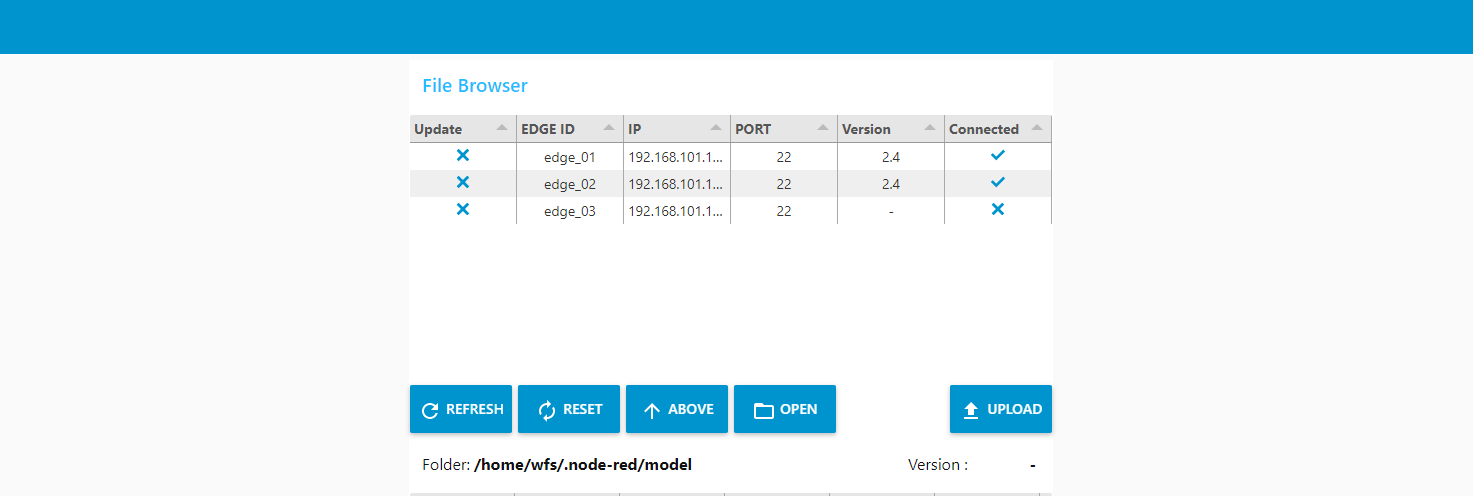 File Browser
Update EDGE ID IP PORT Version Connected
edge_01 192.168.101.1... 22 2.4
edge_02 192.168.101.1... 22 2.4
edge_03 192.168.101.1... 22 -
REFRESH RESET ABOVE OPEN UPLOAD
Folder: /home/wfs/.node-red/model Version : -